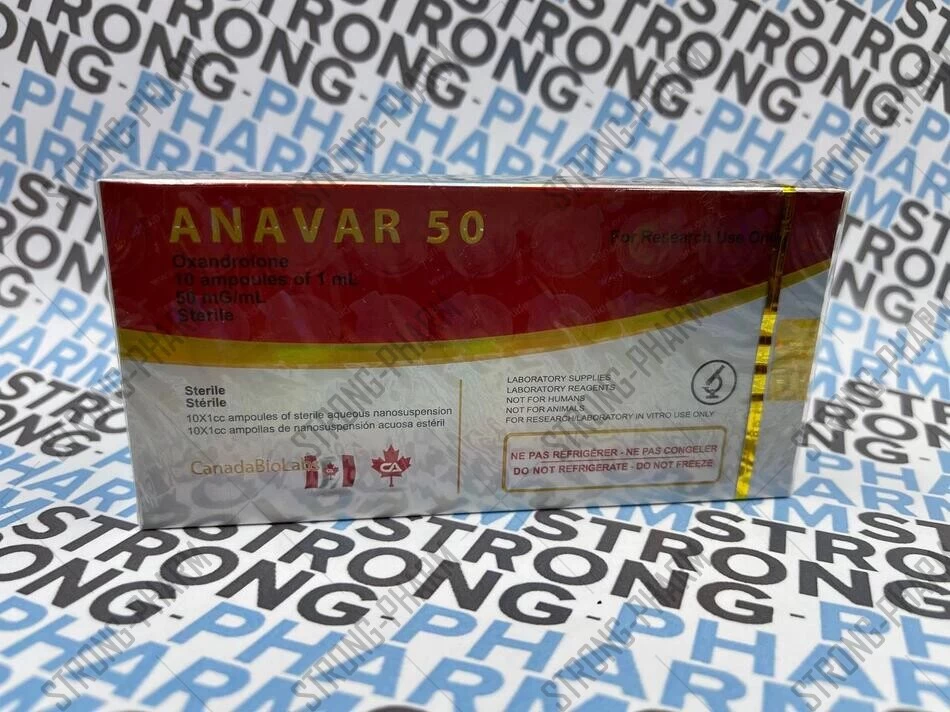 ANAVAR 50
For Research Use Only
Oxandrolone
10 ampoules of 1 mL
50 mG/mL
Sterile
Sterile
Stérile
10X1cc ampoules of sterile aqueous nanosuspension
10X1cc ampollas de nanosuspensión acuosa estéril
CanadaBioLabs
CA
LABORATORY SUPPLIES
LABORATORY REAGENTS
NOT FOR HUMANS
NOT FOR ANIMALS
FOR RESEARCH/LABORATORY IN VITRO USE ONLY
NE PAS REFRIGÉRER - NE PAS CONGELER
DO NOT REFRIGERATE - DO NOT FREEZE
STRONG-PHARM